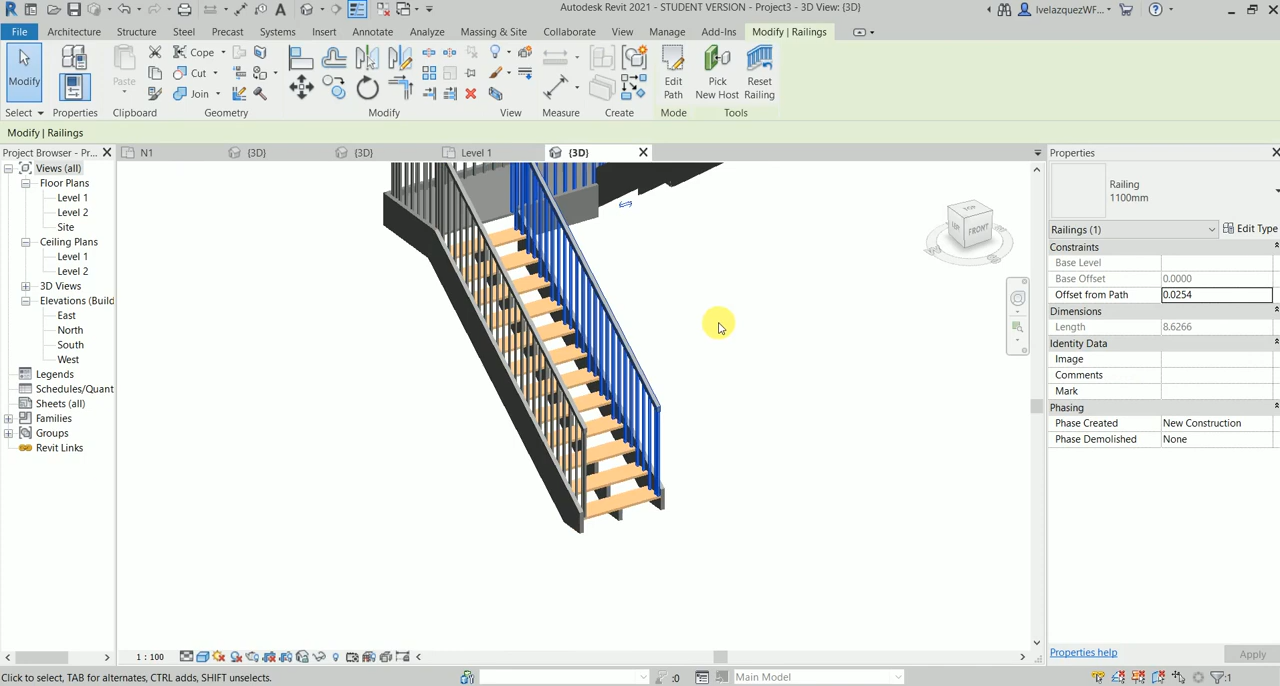 Autodesk Revit 2021 - STUDENT VERSION - Project3 - 3D View: {3D}
lvelazquezWF...
File Architecture Structure Steel Precast Systems Insert Annotate Analyze Massing & Site Collaborate View Manage Add-Ins Modify | Railings
Modify
Properties
Paste
Cope
Cut
Join
Edit Path
Pick New Host
Reset Railing
Select Properties Clipboard Geometry Modify View Measure Create Mode Tools
Modify | Railings
Project Browser - Pr...
N1 {3D} {3D} Level 1 {3D}
Properties
Views (all)
Floor Plans
Level 1
Level 2
Site
Ceiling Plans
Level 1
Level 2
3D Views
Elevations (Build
East
North
South
West
Legends
Schedules/Quant
Sheets (all)
Families
Groups
Revit Links
FRONT
Railing
1100mm
Railings (1) Edit Type
Constraints
Base Level
Base Offset 0.0000
Offset from Path 0.0254
Dimensions
Length 8.6266
Identity Data
Image
Comments
Mark
Phasing
Phase Created New Construction
Phase Demolished None
Properties help Apply
1 : 100
Click to select, TAB for alternates, CTRL adds, SHIFT unselects.
:0
Main Model
:1